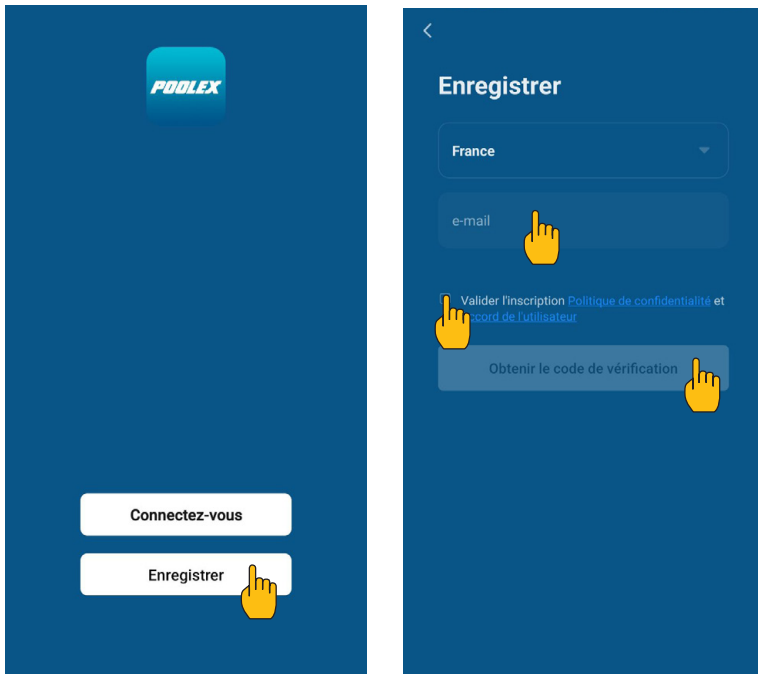 POOLEX
Connectez-vous
Enregistrer
Enregistrer
France
e-mail
Valider l'inscription Politique de confidentialité et
ccord de l'utilisateur
Obtenir le code de vérification